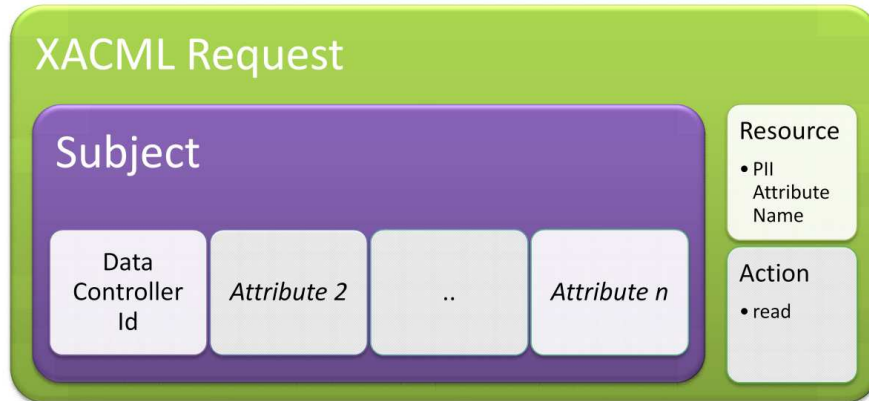 XACML Request
Subject
Data
Controller
Id
Attribute 2
..
Attribute n
Resource
• PII
Attribute
Name
Action
• read